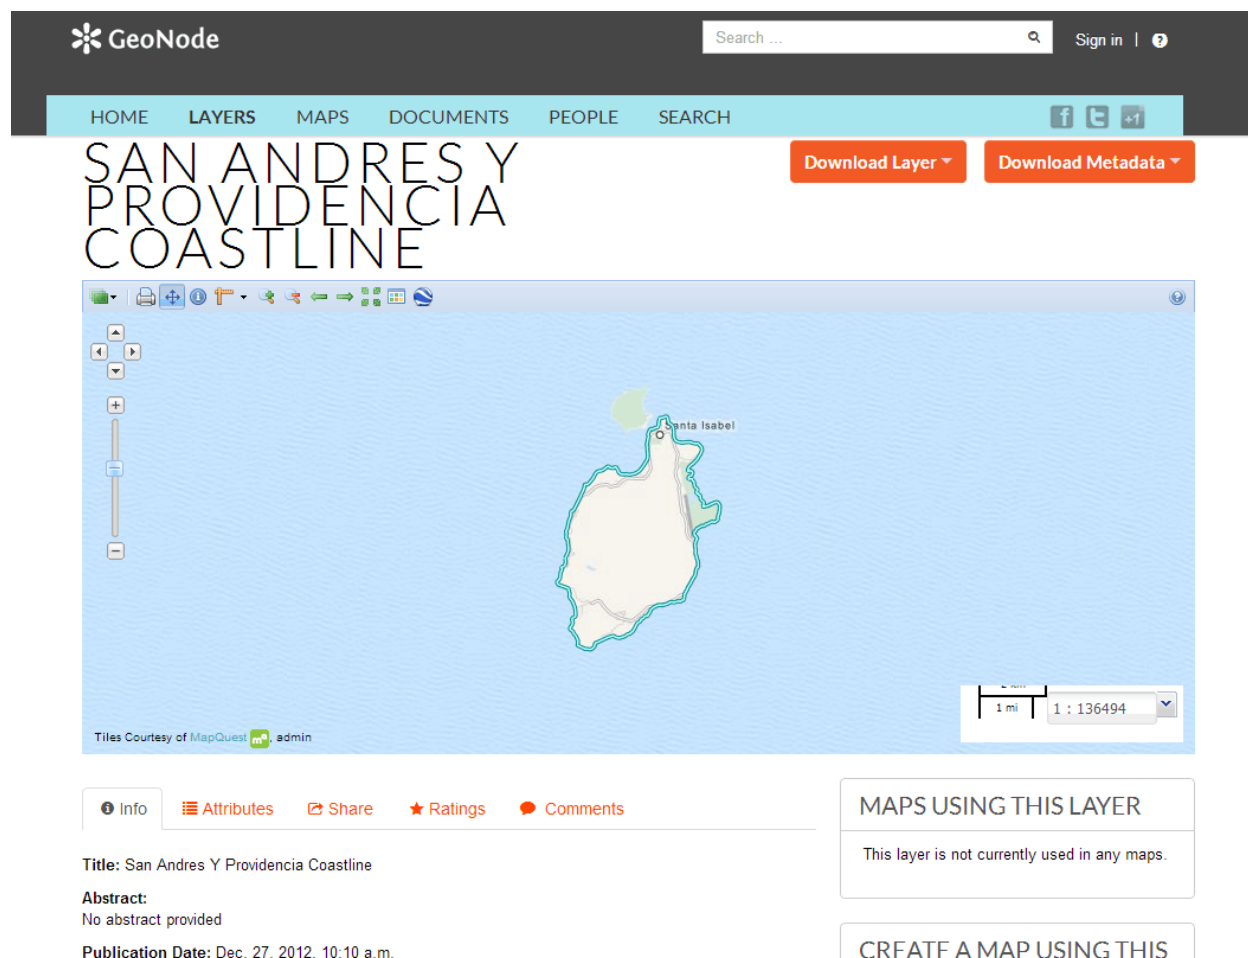 GeoNode
Search ...
Sign in |
HOME LAYERS MAPS DOCUMENTS PEOPLE SEARCH
+1
SAN ANDRES Y
PROVIDENCIA
COASTLINE
Download Layer
Download Metadata
Santa Isabel
1 mi
1 : 136494
Tiles Courtesy of MapQuest , admin
Info Attributes Share Ratings Comments
Title: San Andres Y Providencia Coastline
Abstract:
No abstract provided
Publication Date: Dec. 27, 2012, 10:10 a.m.
MAPS USING THIS LAYER
This layer is not currently used in any maps.
CREATE A MAP USING THIS